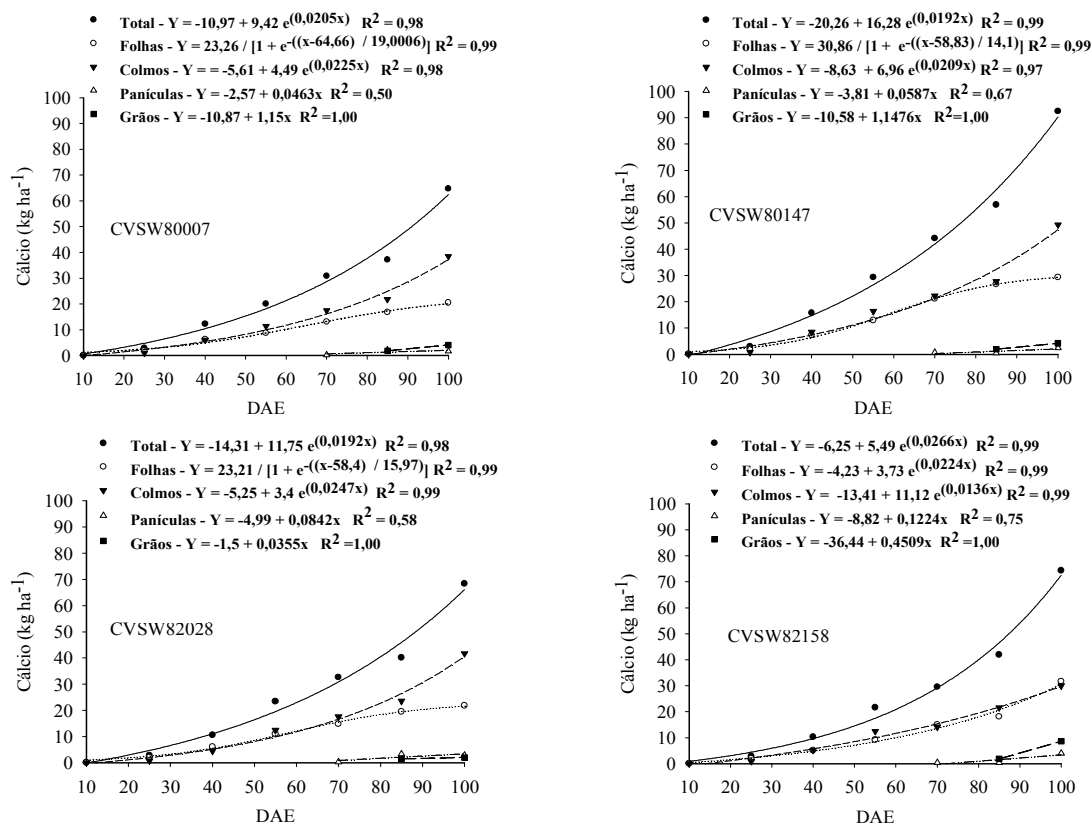 Total - Y = -10,97 + 9,42 e(0,0205x) R2 = 0,98
Folhas - Y = 23,26 / [1 + e-((x-64,66) / 19,0006)] R2 = 0,99
Colmos - Y = = -5,61 + 4,49 e(0,0225x) R2 = 0,98
Panículas - Y = -2,57 + 0,0463x R2 = 0,50
Grãos - Y = -10,87 + 1,15x R2 =1,00
100
90
80
70
60
50
40
30
20
10
0
Cálcio (kg ha-1)
CVSW80007
10 20 30 40 50 60 70 80 90 100
DAE
Total - Y = -20,26 + 16,28 e(0,0192x) R2 = 0,99
Folhas - Y = 30,86 / [1 + e-((x-58,83) / 14,1)] R2 = 0,99
Colmos - Y = -8,63 + 6,96 e(0,0209x) R2 = 0,97
Panículas - Y = -3,81 + 0,0587x R2 = 0,67
Grãos - Y = -10,58 + 1,1476x R2=1,00
100
90
80
70
60
50
40
30
20
10
0
Cálcio (kg ha-1)
CVSW80147
10 20 30 40 50 60 70 80 90 100
DAE
Total - Y = -14,31 + 11,75 e(0,0192x) R2 = 0,98
Folhas - Y = 23,21 / [1 + e-((x-58,4) / 15,97)] R2 = 0,99
Colmos - Y = -5,25 + 3,4 e(0,0247x) R2 = 0,99
Panículas - Y = -4,99 + 0,0842x R2 = 0,58
Grãos - Y = -1,5 + 0,0355x R2 =1,00
100
90
80
70
60
50
40
30
20
10
0
Cálcio (kg ha-1)
CVSW82028
10 20 30 40 50 60 70 80 90 100
DAE
Total - Y = -6,25 + 5,49 e(0,0266x) R2 = 0,99
Folhas - Y = -4,23 + 3,73 e(0,0224x) R2 = 0,99
Colmos - Y = -13,41 + 11,12 e(0,0136x) R2 = 0,99
Panículas - Y = -8,82 + 0,1224x R2 = 0,75
Grãos - Y = -36,44 + 0,4509x R2 = 1,00
100
90
80
70
60
50
40
30
20
10
0
Cálcio (kg ha-1)
CVSW82158
10 20 30 40 50 60 70 80 90 100
DAE